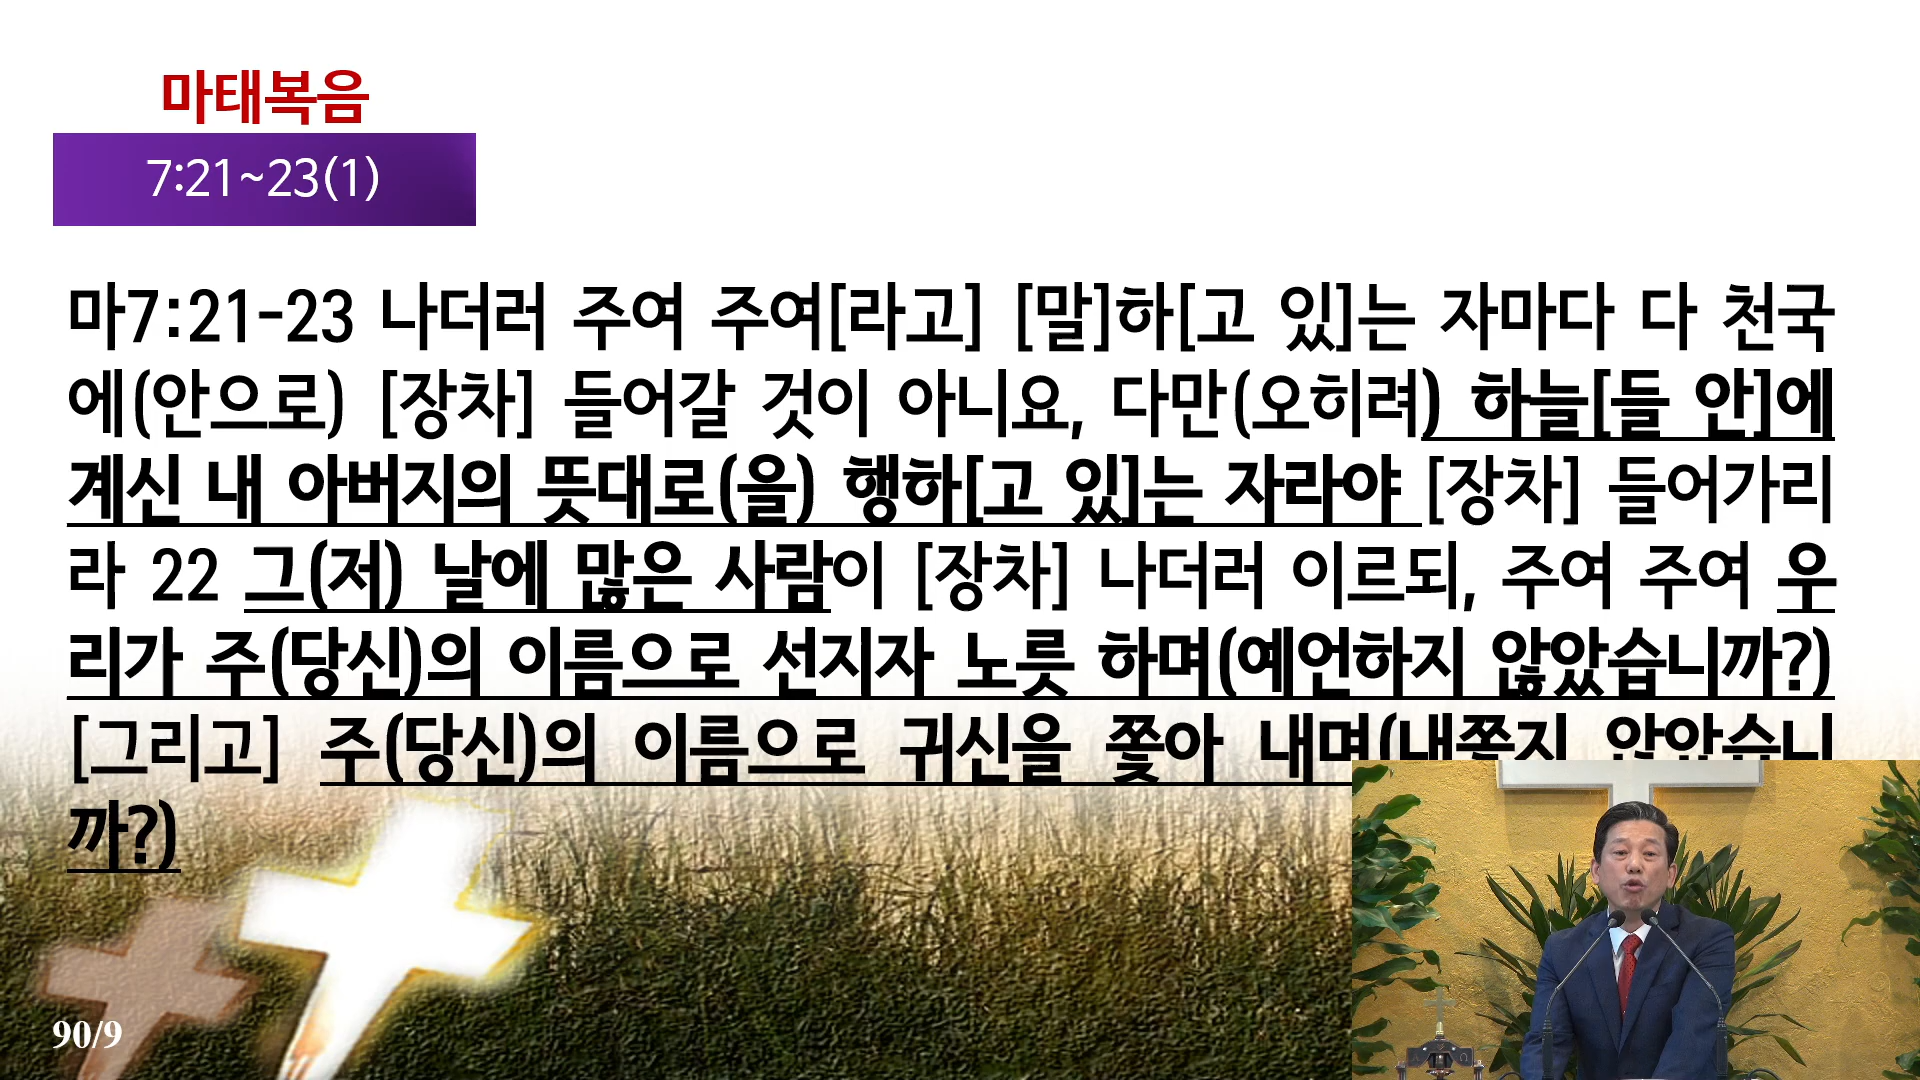 마태복음
7:21~23(1)
마7:21-23 나더러 주여 주여[라고] [말]하[고 있]는 자마다 다 천국
에(안으로) [장차] 들어갈 것이 아니요, 다만(오히려) 하늘[들 안]에
계신 내 아버지의 뜻대로(을) 행하[고 있]는 자라야 [장차] 들어가리
라 22 그(저) 날에 많은 사람이 [장차] 나더러 이르되, 주여 주여 우
리가 주(당신)의 이름으로 선지자 노릇 하며(예언하지 않았습니까?)
[그리고] 주(당신)의 이름으로 귀신을 쫓아 내며(내쫓지 않았습니
까?)
90/9